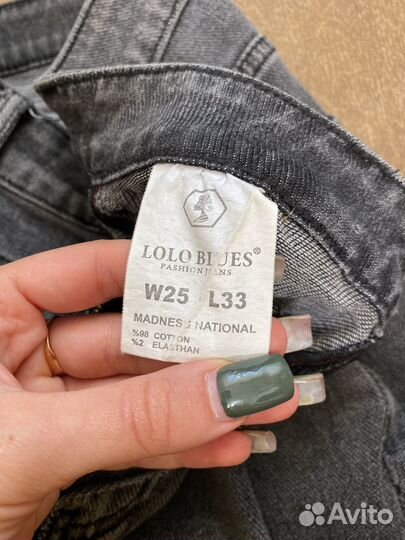 LOLO BLUES®
FASHION JEANS
W25 L33
MADNESS NATIONAL
%98 COTTON
%2 ELASTHAN
Avito